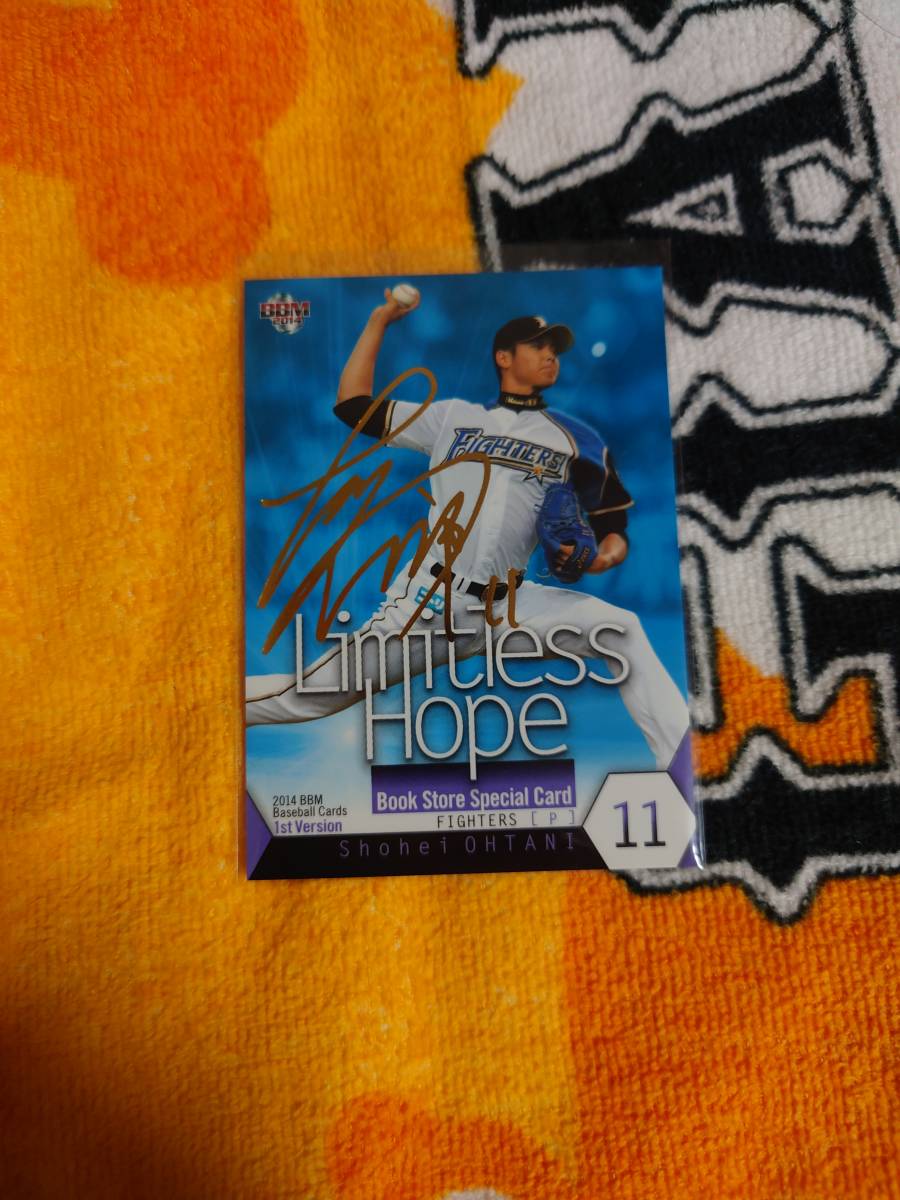 BBM
2014
FIGHTERS
11
Limitless
Hope
Book Store Special Card
2014 BBM
Baseball Cards
1st Version
FIGHTERS [P]
Shohei OHTANI
11